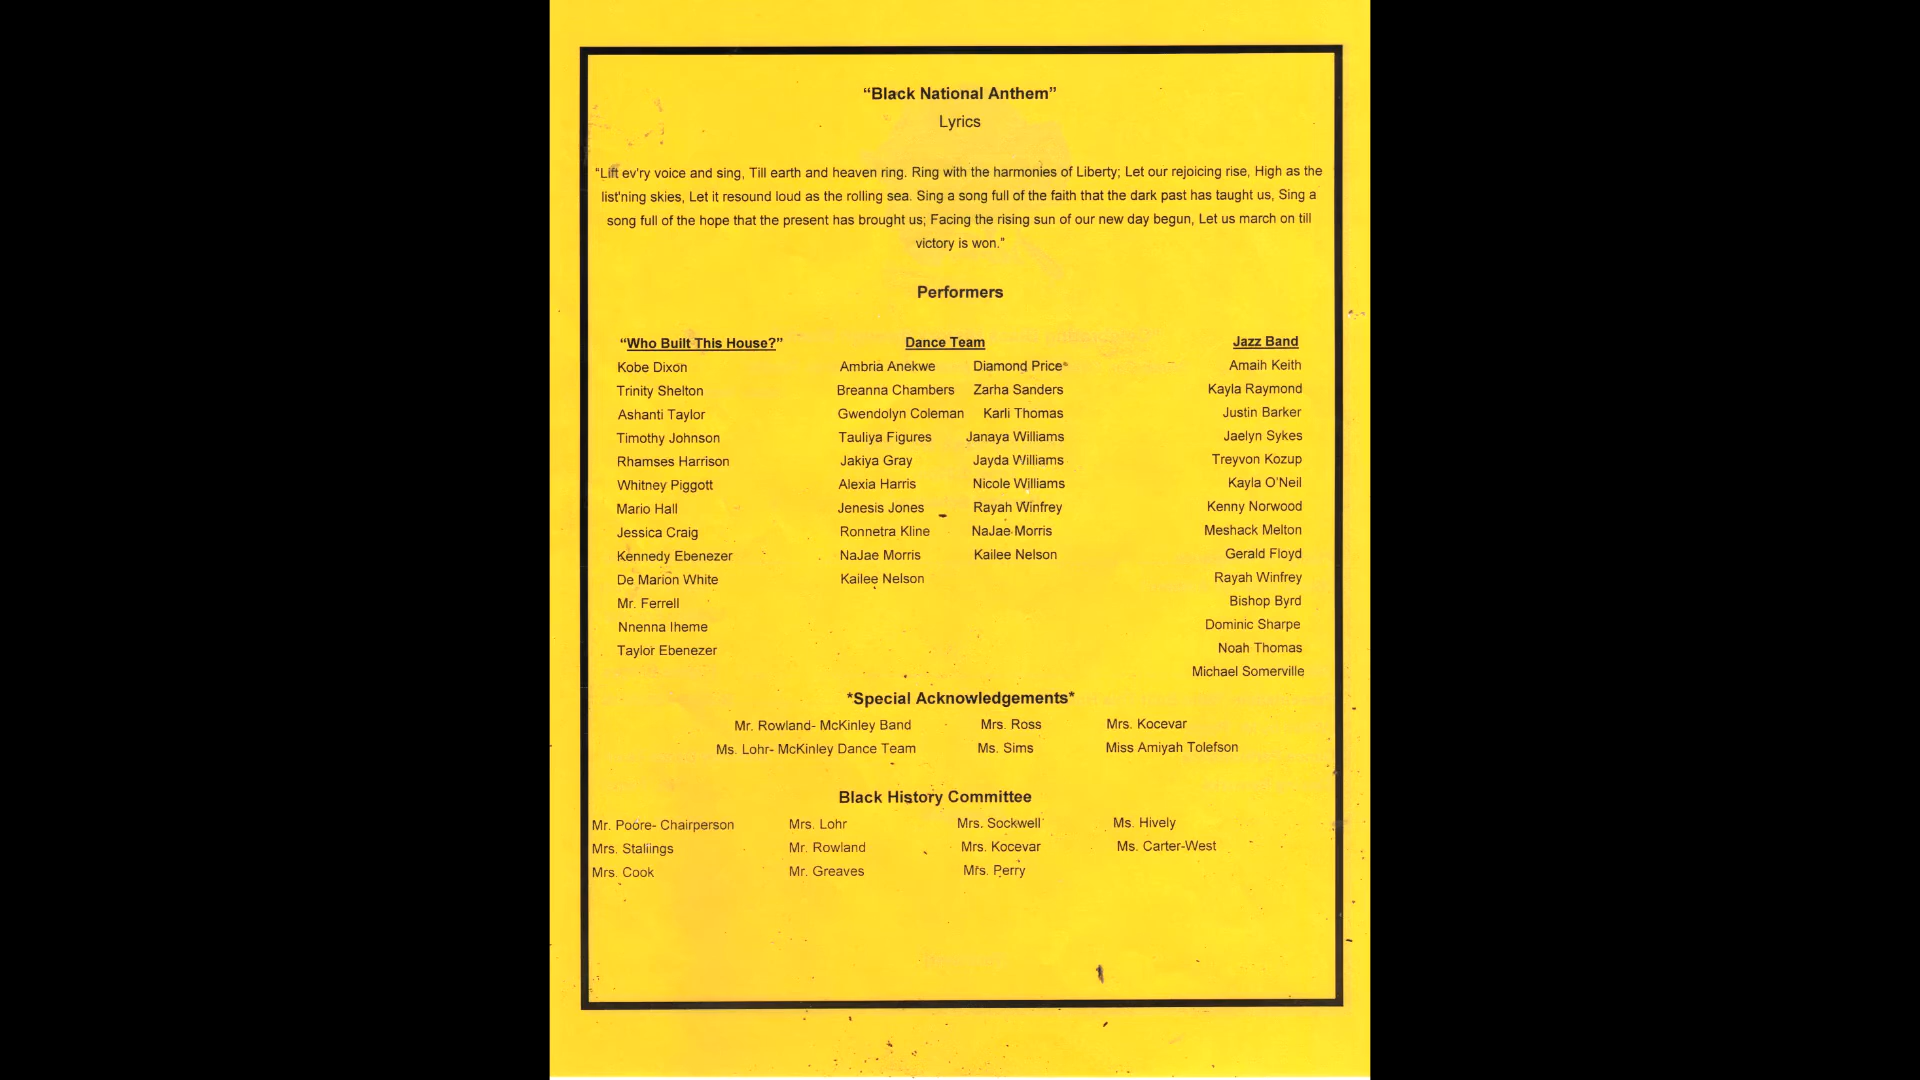 “Black National Anthem”
Lyrics
“Lift ev'ry voice and sing, Till earth and heaven ring. Ring with the harmonies of Liberty; Let our rejoicing rise, High as the
list'ning skies, Let it resound loud as the rolling sea. Sing a song full of the faith that the dark past has taught us, Sing a
song full of the hope that the present has brought us; Facing the rising sun of our new day begun, Let us march on till
victory is won.”
Performers
“Who Built This House?” Dance Team Jazz Band
Kobe Dixon Ambria Anekwe Diamond Price* Amaih Keith
Trinity Shelton Breanna Chambers Zarha Sanders Kayla Raymond
Ashanti Taylor Gwendolyn Coleman Karli Thomas Justin Barker
Timothy Johnson Tauliya Figures Janaya Williams Jaelyn Sykes
Rhamses Harrison Jakiya Gray Jayda Williams Treyvon Kozup
Whitney Piggott Alexia Harris Nicole Williams Kayla O’Neil
Mario Hall Jenesis Jones Rayah Winfrey Kenny Norwood
Jessica Craig Ronnetra Kline NaJae Morris Meshack Melton
Kennedy Ebenezer NaJae Morris Kailee Nelson Gerald Floyd
De Marion White Kailee Nelson Rayah Winfrey
Mr. Ferrell Bishop Byrd
Nnenna Iheme Dominic Sharpe
Taylor Ebenezer Noah Thomas
Michael Somerville
*Special Acknowledgements*
Mr. Rowland- McKinley Band Mrs. Ross Mrs. Kocevar
Ms. Lohr- McKinley Dance Team Ms. Sims Miss Amiyah Tolefson
Black History Committee
Mr. Poore- Chairperson Mrs. Lohr Mrs. Sockwell Ms. Hively
Mrs. Stallings Mr. Rowland Mrs. Kocevar Ms. Carter-West
Mrs. Cook Mr. Greaves Mrs. Perry